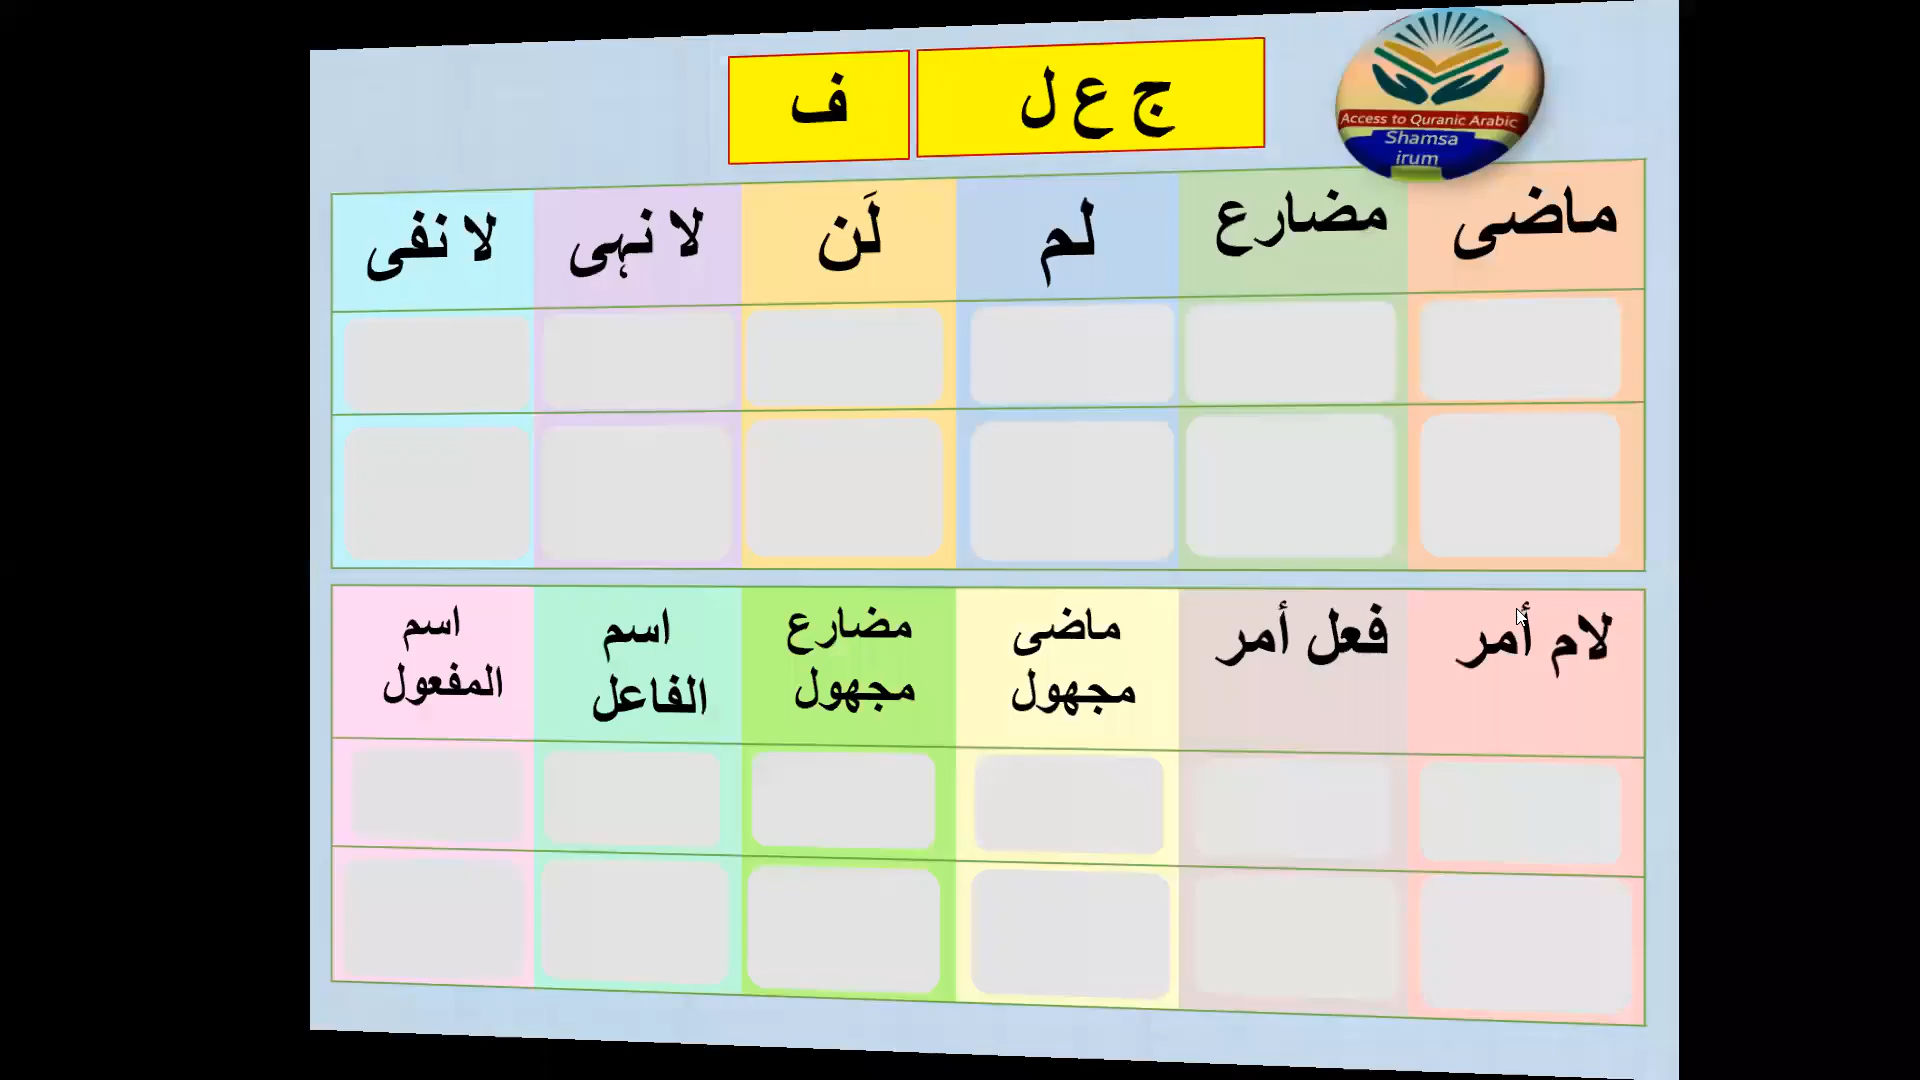 ج ع ل
ف
Access to Quranic Arabic
Shamsa
irum
ماضی
مضارع
لم
لَن
لا نہی
لا نفی
لام أمر
فعل أمر
ماضی
مجهول
مضارع
مجهول
اسم
الفاعل
اسم
المفعول